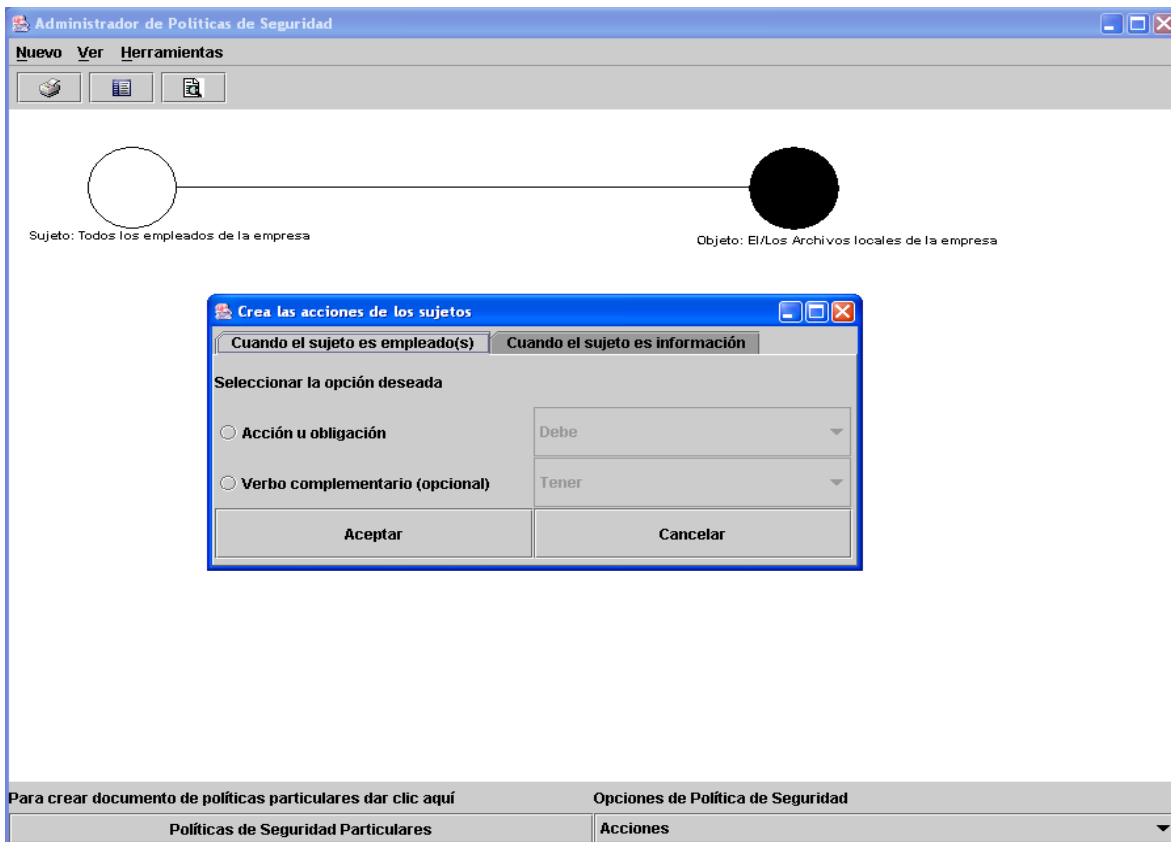 Administrador de Políticas de Seguridad
Nuevo Ver Herramientas
Sujeto: Todos los empleados de la empresa
Objeto: El/Los Archivos locales de la empresa
Crea las acciones de los sujetos
Cuando el sujeto es empleado(s) Cuando el sujeto es información
Seleccionar la opción deseada
Acción u obligación Debe
Verbo complementario (opcional) Tener
Aceptar Cancelar
Para crear documento de políticas particulares dar clic aquí Opciones de Política de Seguridad
Políticas de Seguridad Particulares Acciones